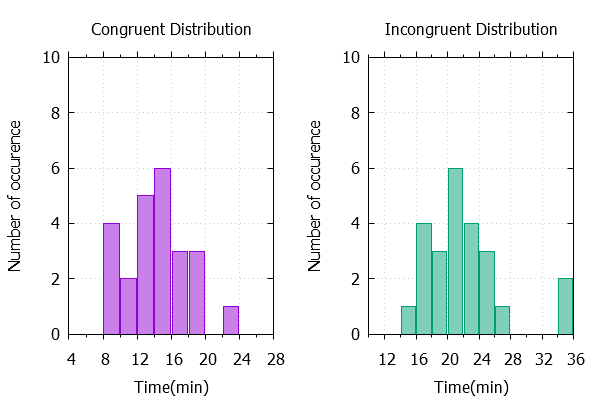 Congruent Distribution
Number of occurence
10
8
6
4
2
0
4 8 12 16 20 24 28
Time(min)
Incongruent Distribution
Number of occurence
10
8
6
4
2
0
12 16 20 24 28 32 36
Time(min)